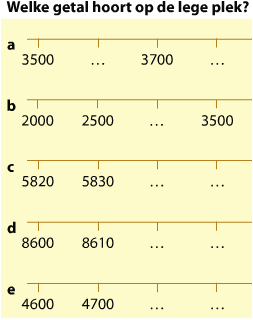 Welke getal hoort op de lege plek?
a
3500 ... 3700 ...
b
2000 2500 ... 3500
c
5820 5830 ... ...
d
8600 8610 ... ...
e
4600 4700 ... ...